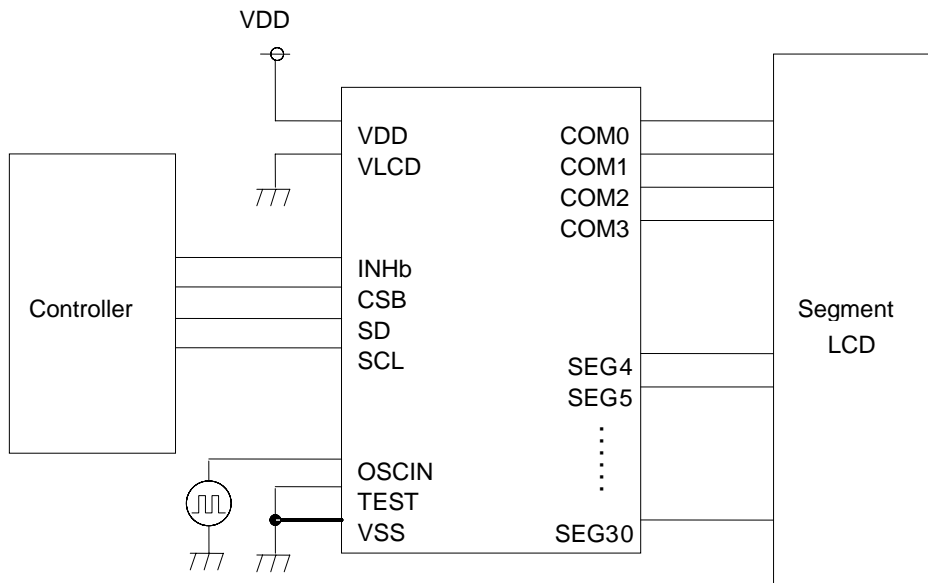 VDD
VDD
VLCD
INHb
CSB
SD
SCL
OSCIN
TEST
VSS
COM0
COM1
COM2
COM3
SEG4
SEG5
SEG30
Controller
Segment
LCD